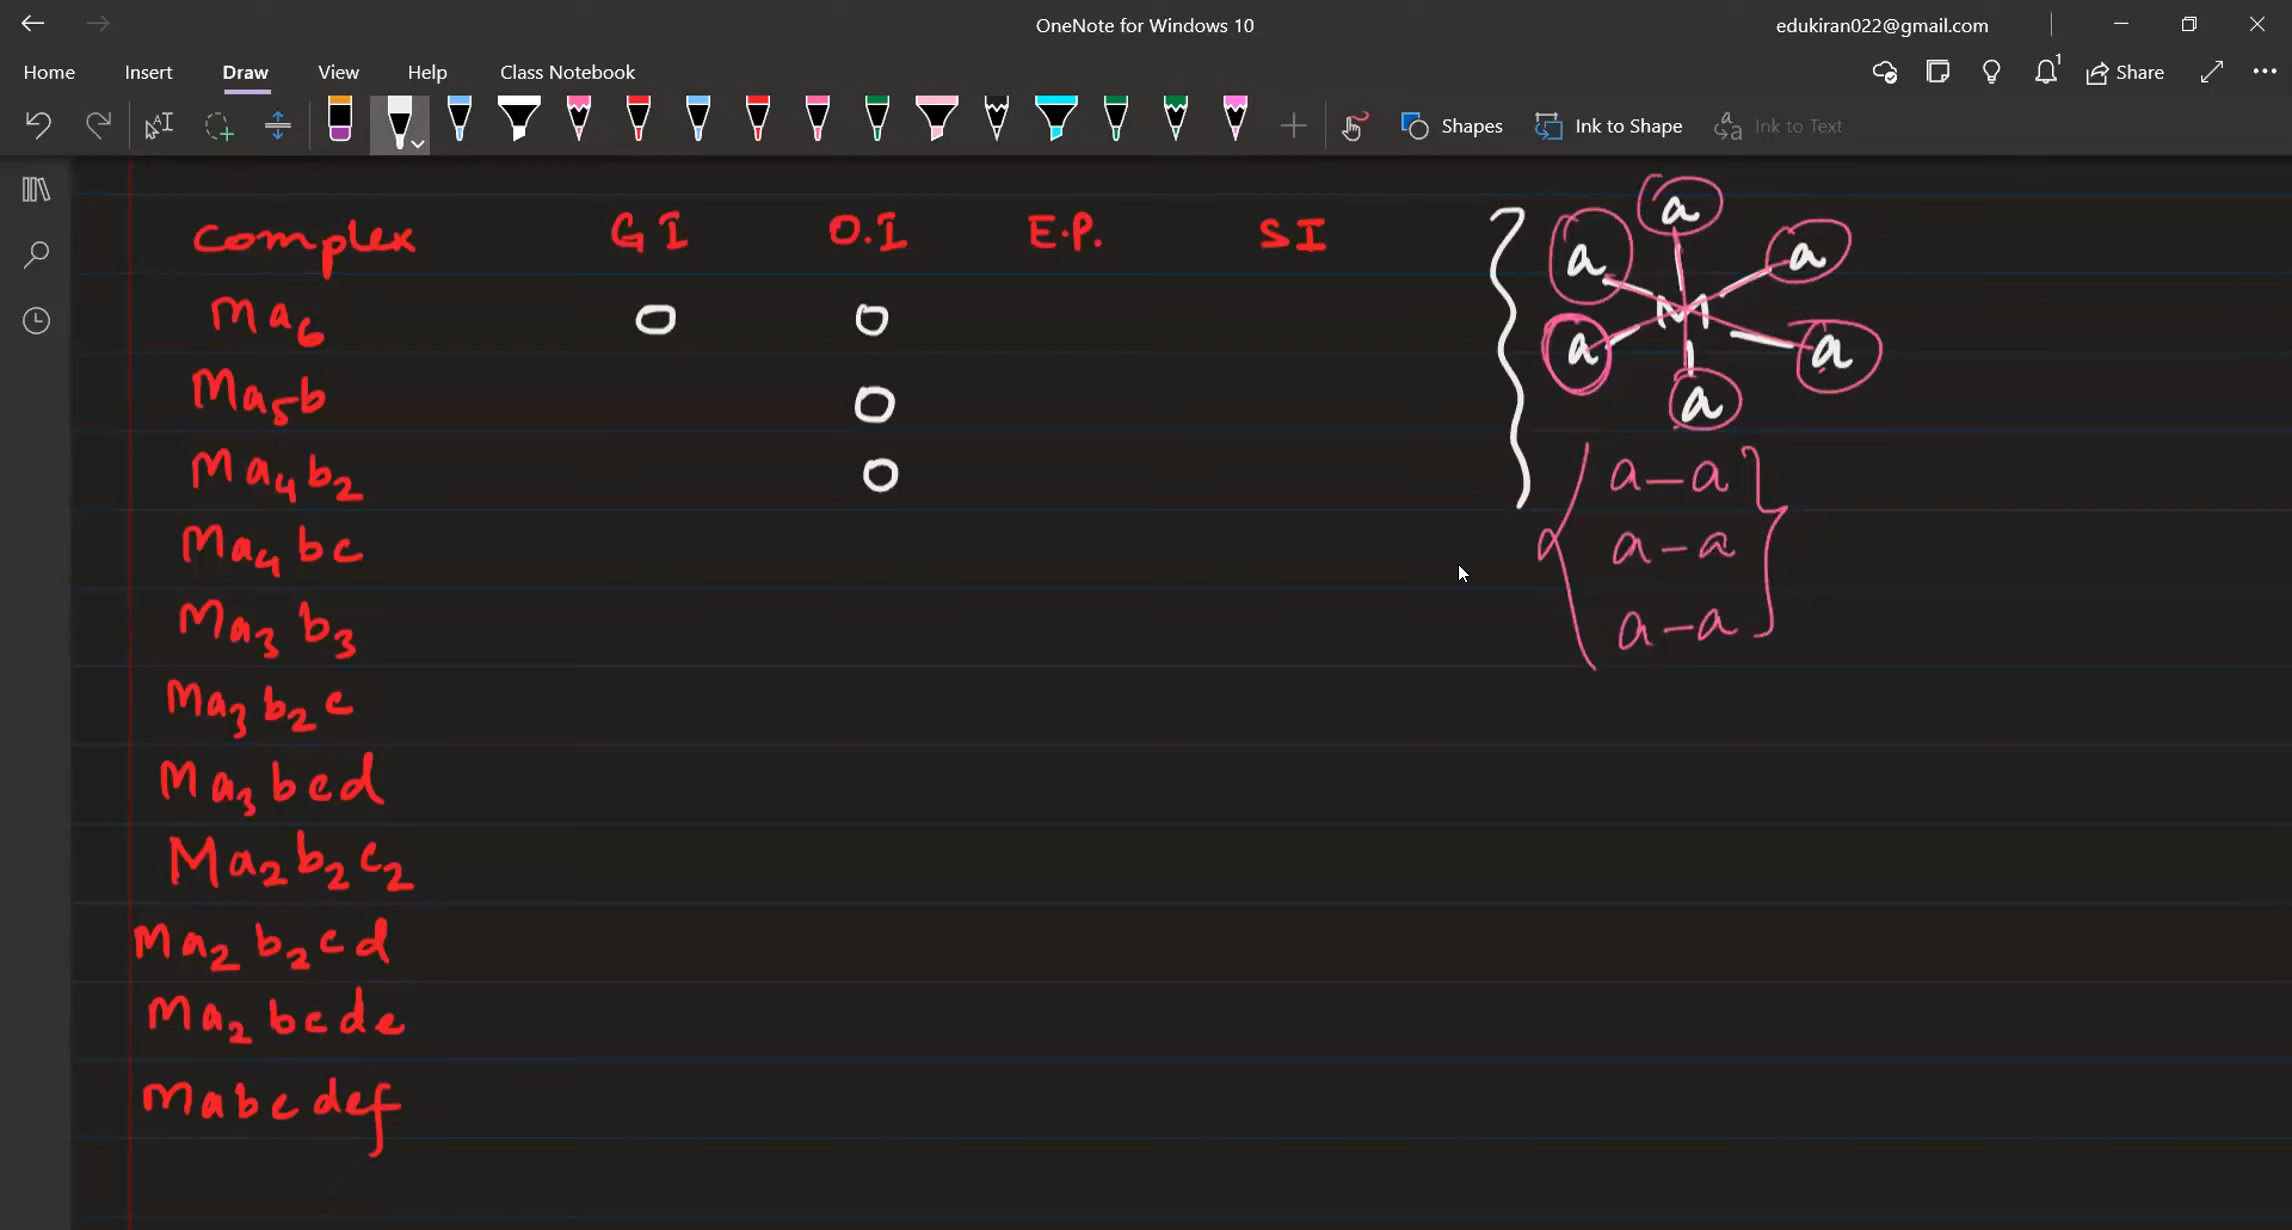 OneNote for Windows 10
edukiran022@gmail.com
Home Insert Draw View Help Class Notebook
1 Share
Shapes Ink to Shape Ink to Text
Complex G I O.I E.P. S I
Ma6 0 0
Ma5b 0
Ma4b2 0
Ma4bc
Ma3b3
Ma3b2c
Ma3bcd
Ma2b2c2
Ma2b2cd
Ma2bcde
Mabcdef
a
a a
M
a a
a
a-a
a-a
a-a